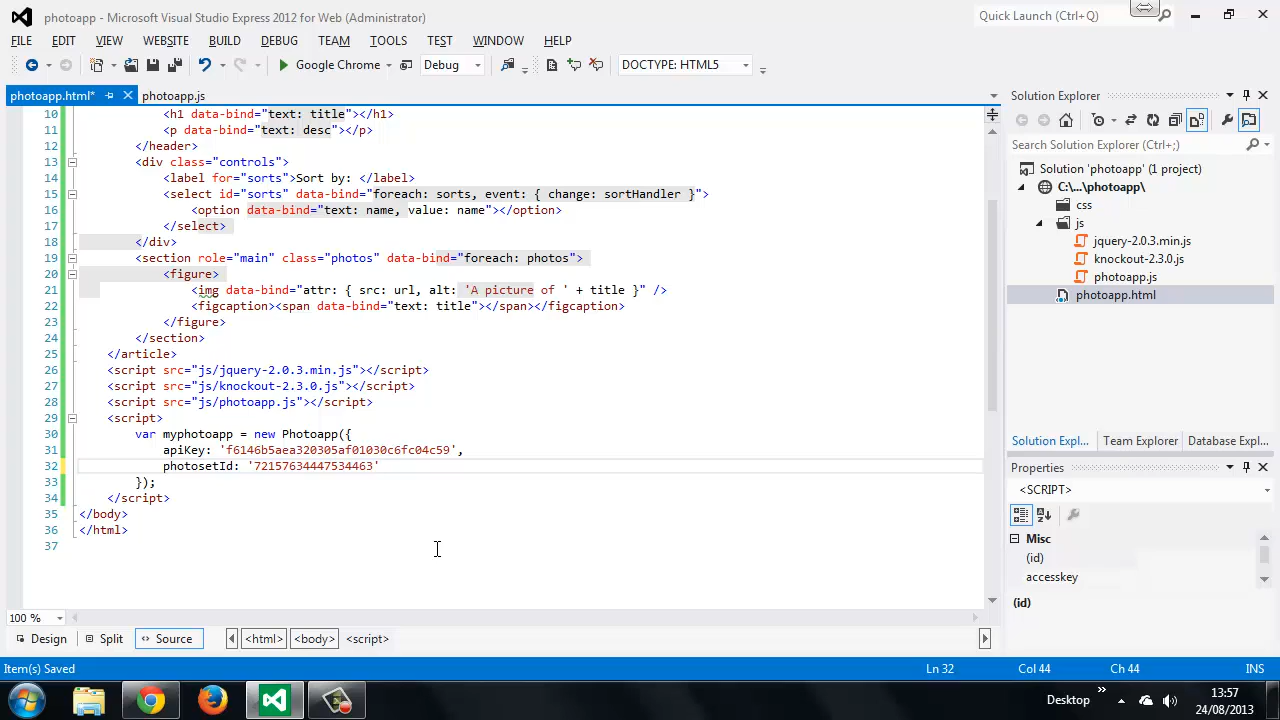 photoapp - Microsoft Visual Studio Express 2012 for Web (Administrator)
Quick Launch (Ctrl+Q)
FILE EDIT VIEW WEBSITE BUILD DEBUG TEAM TOOLS TEST WINDOW HELP
Google Chrome Debug DOCTYPE: HTML5
photoapp.html* photoapp.js
10 <h1 data-bind="text: title"></h1>
11 <p data-bind="text: desc"></p>
12 </header>
13 <div class="controls">
14 <label for="sorts">Sort by: </label>
15 <select id="sorts" data-bind="foreach: sorts, event: { change: sortHandler }">
16 <option data-bind="text: name, value: name"></option>
17 </select>
18 </div>
19 <section role="main" class="photos" data-bind="foreach: photos">
20 <figure>
21 <img data-bind="attr: { src: url, alt: 'A picture of ' + title }" />
22 <figcaption><span data-bind="text: title"></span></figcaption>
23 </figure>
24 </section>
25 </article>
26 <script src="js/jquery-2.0.3.min.js"></script>
27 <script src="js/knockout-2.3.0.js"></script>
28 <script src="js/photoapp.js"></script>
29 <script>
30 var myphotoapp = new Photoapp({
31 apiKey: 'f6146b5aea320305af01030c6fc04c59',
32 photosetId: '72157634447534463'
33 });
34 </script>
35 </body>
36 </html>
37
100 %
Design Split Source <html> <body> <script>
Solution Explorer
Search Solution Explorer (Ctrl+;)
Solution 'photoapp' (1 project)
C:\...\photoapp\
css
js
jquery-2.0.3.min.js
knockout-2.3.0.js
photoapp.js
photoapp.html
Solution Expl... Team Explorer Database Expl...
Properties
<SCRIPT>
Misc
(id)
accesskey
(id)
Item(s) Saved Ln 32 Col 44 Ch 44 INS
Desktop
13:57
24/08/2013